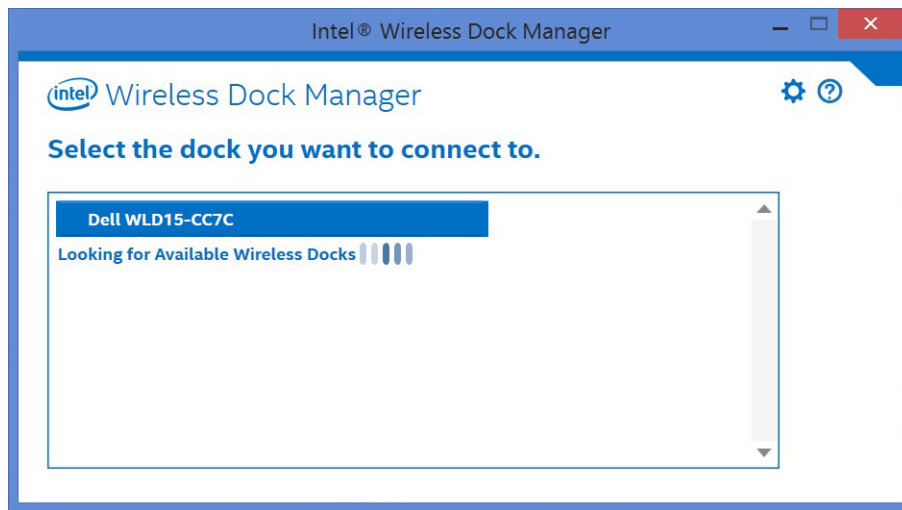 Intel® Wireless Dock Manager
intel Wireless Dock Manager
Select the dock you want to connect to.
Dell WLD15-CC7C
Looking for Available Wireless Docks